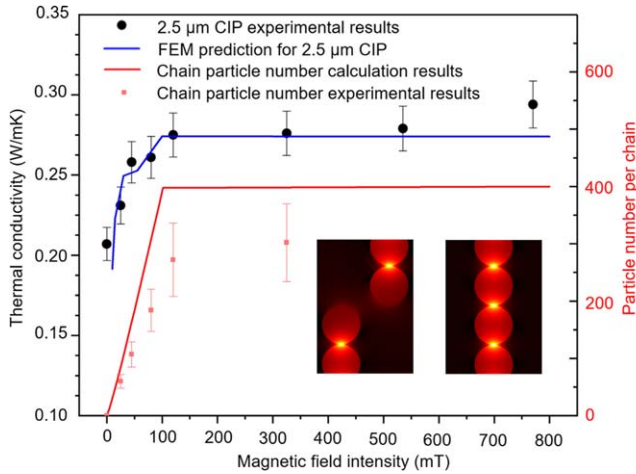 2.5 μm CIP experimental results
FEM prediction for 2.5 μm CIP
Chain particle number calculation results
Chain particle number experimental results
Thermal conductivity (W/mK)
0.30
0.25
0.20
0.15
0.10
600
400
200
0
Particle number per chain
0 100 200 300 400 500 600 700 800
Magnetic field intensity (mT)